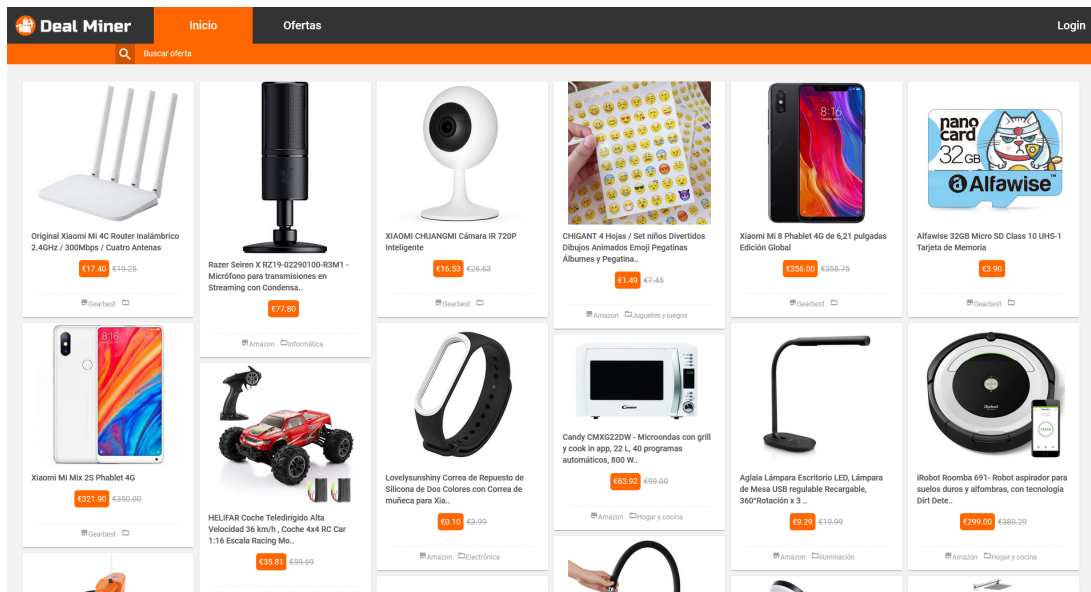 Deal Miner
Inicio
Ofertas
Login
Buscar oferta
Original Xiaomi Mi 4C Router Inalámbrico
2.4GHz / 300Mbps / Cuatro Antenas
€17.40 €19.25
Gearbest
Razer Seiren X RZ19-02290100-R3M1 -
Micrófono para transmisiones en
Streaming con Condensa..
€77.80
Amazon Informática
XIAOMI CHUANGMI Cámara IR 720P
Inteligente
€16.53 €26.63
Gearbest
CHIGANT 4 Hojas / Set niños Divertidos
Dibujos Animados Emoji Pegatinas
Álbumes y Pegatina..
€1.49 €7.45
Amazon Juguetes y juegos
8:16
Xiaomi Mi 8 Phablet 4G de 6,21 pulgadas
Edición Global
€356.00 €358.75
Gearbest
nano
card
32 GB
Alfawise™
Alfawise 32GB Micro SD Class 10 UHS-1
Tarjeta de Memoria
€3.90
Gearbest
8:16
Xiaomi Mi Mix 2S Phablet 4G
€321.90 €350.00
Gearbest
HELIFAR Coche Teledirigido Alta
Velocidad 36 km/h , Coche 4x4 RC Car
1:16 Escala Racing Mo..
€35.81 €59.69
Lovelysunshiny Correa de Repuesto de
Silicona de Dos Colores con Correa de
muñeca para Xia..
€0.10 €3.99
Amazon Electrónica
CANDY
Candy CMXG22DW - Microondas con grill
y cook in app, 22 L, 40 programas
automáticos, 800 W..
€63.92 €99.00
Amazon Hogar y cocina
Aglaia Lámpara Escritorio LED, Lámpara
de Mesa USB regulable Recargable,
360°Rotación x 3 ..
€9.29 €19.99
Amazon Iluminación
iRobot Roomba 691- Robot aspirador para
suelos duros y alfombras, con tecnología
Dirt Dete..
€299.00 €380.29
Amazon Hogar y cocina